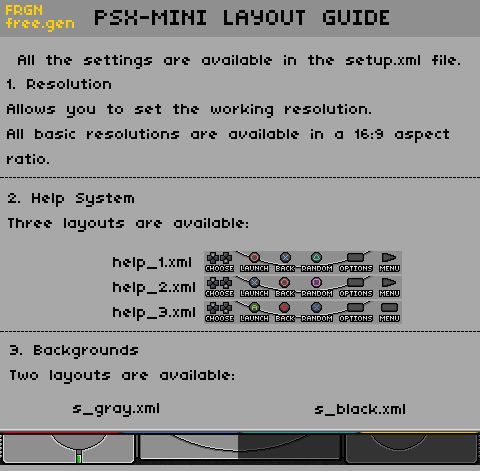 FRGN
free.gen
PSX-MINI LAYOUT GUIDE
All the settings are available in the setup.xml file.
1. Resolution
Allows you to set the working resolution.
All basic resolutions are available in a 16:9 aspect
ratio.
2. Help System
Three layouts are available:
help_1.xml
CHOOSE LAUNCH BACK RANDOM OPTIONS MENU
help_2.xml
CHOOSE LAUNCH BACK RANDOM OPTIONS MENU
help_3.xml
CHOOSE LAUNCH BACK RANDOM OPTIONS MENU
3. Backgrounds
Two layouts are available:
s_gray.xml s_black.xml